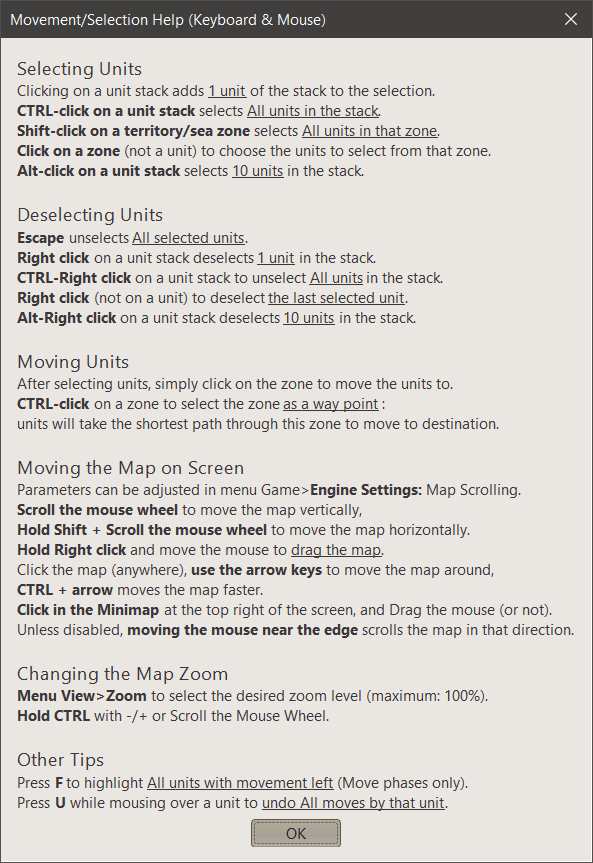 Movement/Selection Help (Keyboard & Mouse)
Selecting Units
Clicking on a unit stack adds 1 unit of the stack to the selection.
CTRL-click on a unit stack selects All units in the stack.
Shift-click on a territory/sea zone selects All units in that zone.
Click on a zone (not a unit) to choose the units to select from that zone.
Alt-click on a unit stack selects 10 units in the stack.
Deselecting Units
Escape unselects All selected units.
Right click on a unit stack deselects 1 unit in the stack.
CTRL-Right click on a unit stack to unselect All units in the stack.
Right click (not on a unit) to deselect the last selected unit.
Alt-Right click on a unit stack deselects 10 units in the stack.
Moving Units
After selecting units, simply click on the zone to move the units to.
CTRL-click on a zone to select the zone as a way point :
units will take the shortest path through this zone to move to destination.
Moving the Map on Screen
Parameters can be adjusted in menu Game>Engine Settings: Map Scrolling.
Scroll the mouse wheel to move the map vertically,
Hold Shift + Scroll the mouse wheel to move the map horizontally.
Hold Right click and move the mouse to drag the map.
Click the map (anywhere), use the arrow keys to move the map around,
CTRL + arrow moves the map faster.
Click in the Minimap at the top right of the screen, and Drag the mouse (or not).
Unless disabled, moving the mouse near the edge scrolls the map in that direction.
Changing the Map Zoom
Menu View>Zoom to select the desired zoom level (maximum: 100%).
Hold CTRL with -/+ or Scroll the Mouse Wheel.
Other Tips
Press F to highlight All units with movement left (Move phases only).
Press U while mousing over a unit to undo All moves by that unit.
OK